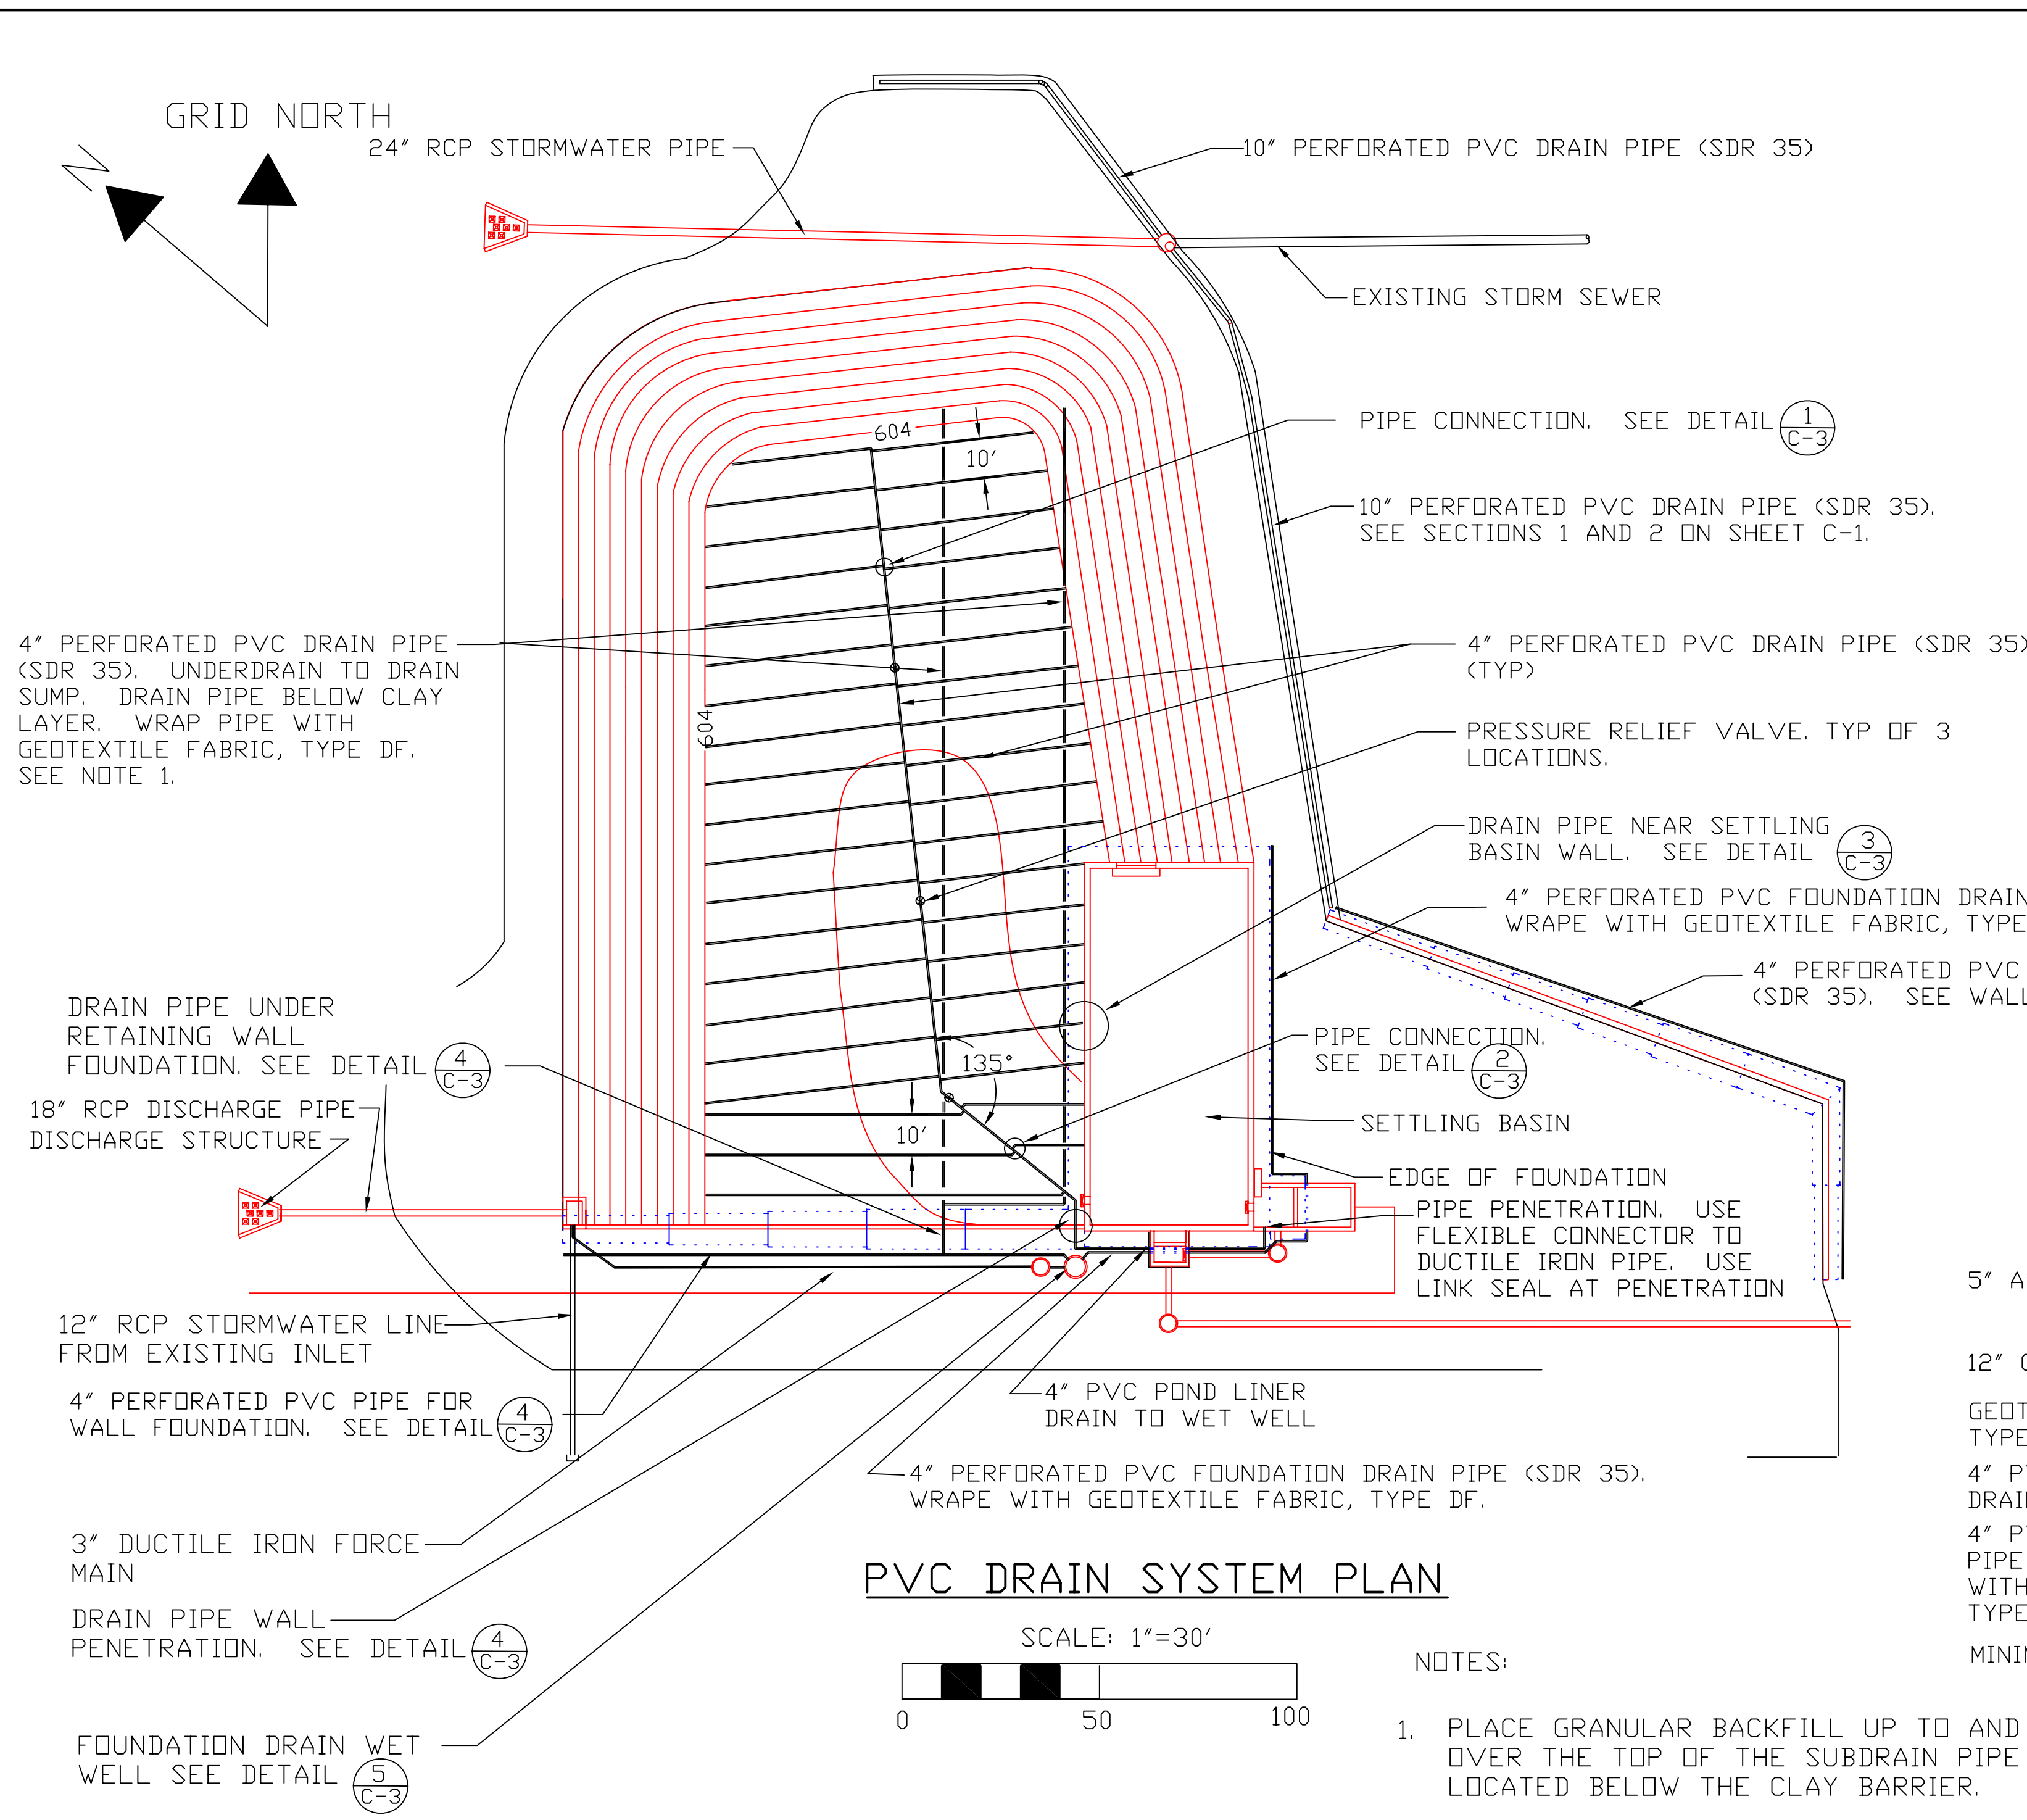 GRID NORTH
N
24" RCP STORMWATER PIPE
10" PERFORATED PVC DRAIN PIPE (SDR 35)
EXISTING STORM SEWER
PIPE CONNECTION. SEE DETAIL 1
C-3
604
10'
10" PERFORATED PVC DRAIN PIPE (SDR 35).
SEE SECTIONS 1 AND 2 ON SHEET C-1.
4" PERFORATED PVC DRAIN PIPE
(SDR 35). UNDERDRAIN TO DRAIN
SUMP. DRAIN PIPE BELOW CLAY
LAYER. WRAP PIPE WITH
GEOTEXTILE FABRIC, TYPE DF.
SEE NOTE 1.
4" PERFORATED PVC DRAIN PIPE (SDR 35)
(TYP)
604
PRESSURE RELIEF VALVE. TYP OF 3
LOCATIONS.
DRAIN PIPE NEAR SETTLING
BASIN WALL. SEE DETAIL 3
C-3
4" PERFORATED PVC FOUNDATION DRAIN
WRAPE WITH GEOTEXTILE FABRIC, TYPE
4" PERFORATED PVC
(SDR 35). SEE WALL
DRAIN PIPE UNDER
RETAINING WALL
FOUNDATION. SEE DETAIL 4
C-3
PIPE CONNECTION.
SEE DETAIL 2
C-3
135°
18" RCP DISCHARGE PIPE
DISCHARGE STRUCTURE
10'
SETTLING BASIN
EDGE OF FOUNDATION
PIPE PENETRATION. USE
FLEXIBLE CONNECTOR TO
DUCTILE IRON PIPE. USE
LINK SEAL AT PENETRATION
12" RCP STORMWATER LINE
FROM EXISTING INLET
4" PERFORATED PVC PIPE FOR
WALL FOUNDATION. SEE DETAIL 4
C-3
4" PVC POND LINER
DRAIN TO WET WELL
4" PERFORATED PVC FOUNDATION DRAIN PIPE (SDR 35).
WRAPE WITH GEOTEXTILE FABRIC, TYPE DF.
3" DUCTILE IRON FORCE
MAIN
DRAIN PIPE WALL
PENETRATION. SEE DETAIL 4
C-3
FOUNDATION DRAIN WET
WELL SEE DETAIL 5
C-3
5" A
12"
GEOT
TYPE
4" P
DRAI
4" P
PIPE
WITH
TYPE
MINI
PVC DRAIN SYSTEM PLAN
SCALE: 1"=30'
0 50 100
NOTES:
1. PLACE GRANULAR BACKFILL UP TO AND
OVER THE TOP OF THE SUBDRAIN PIPE
LOCATED BELOW THE CLAY BARRIER.